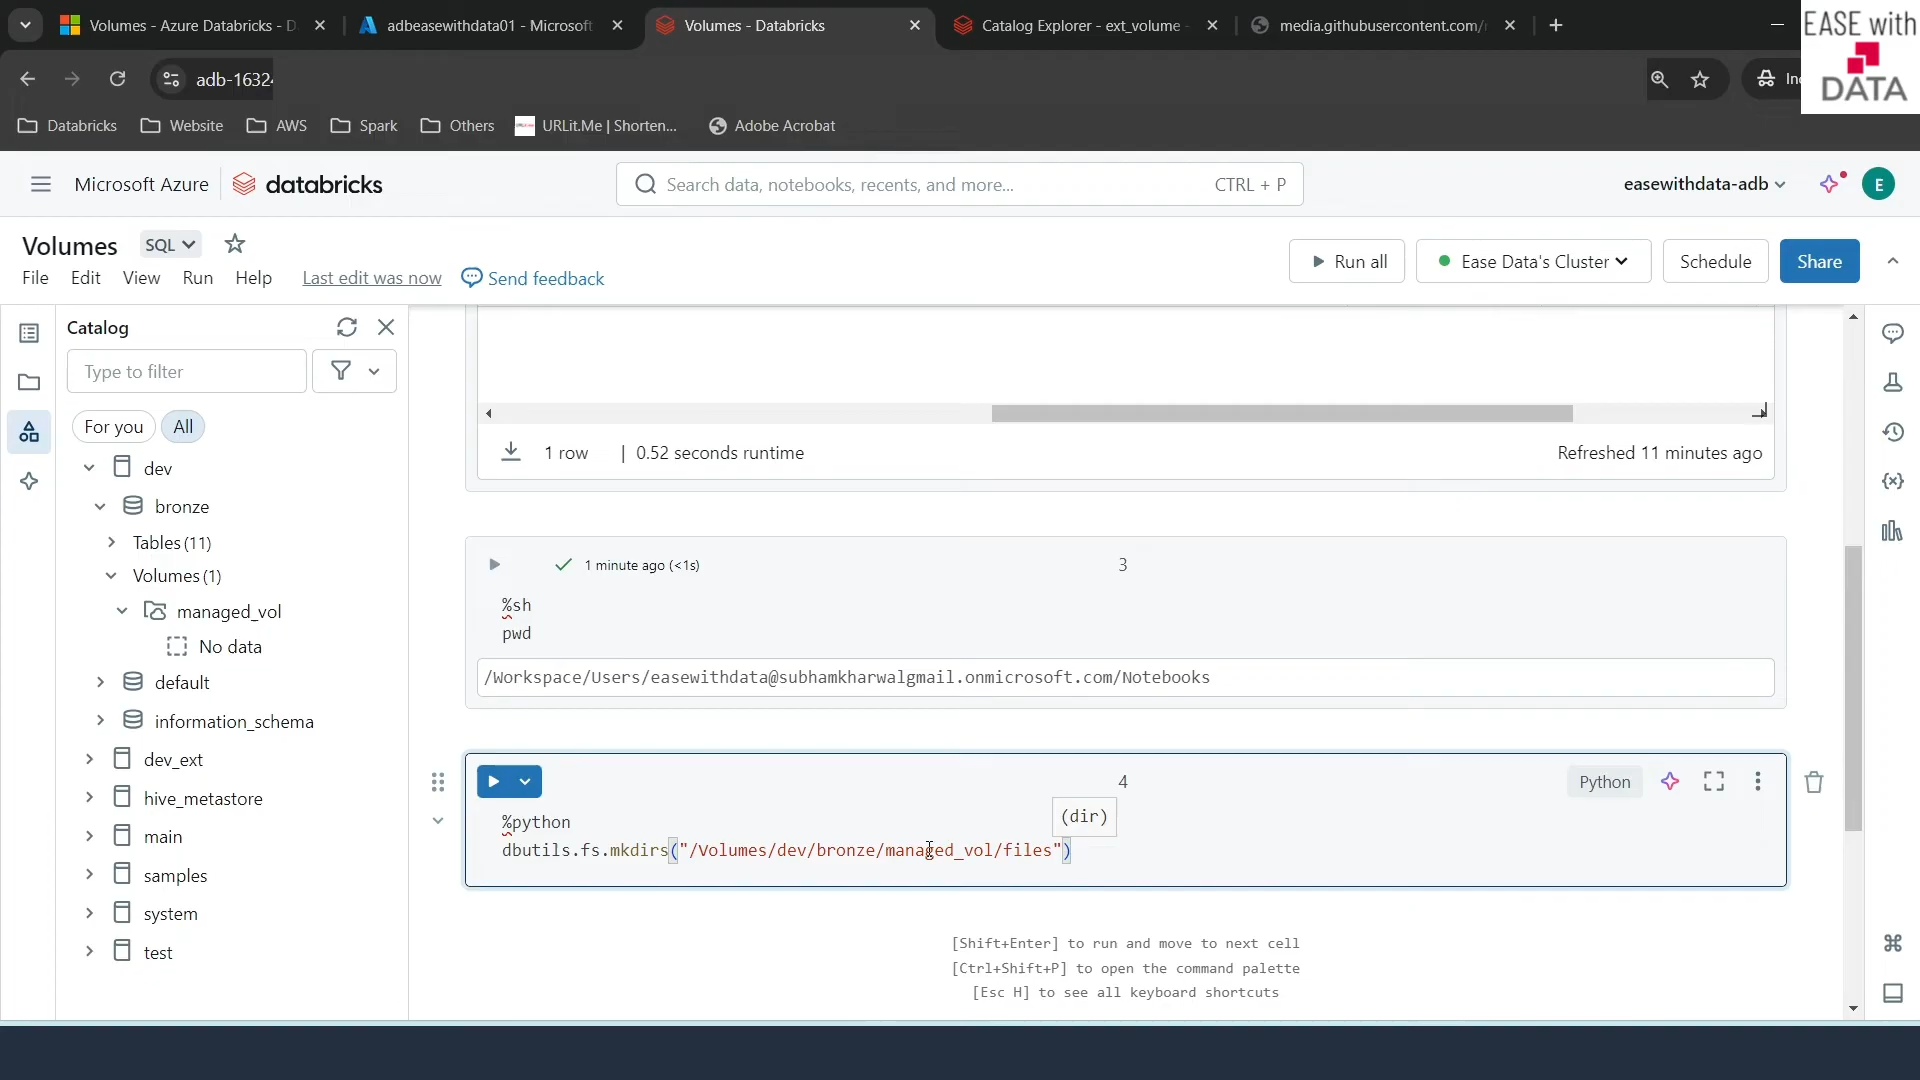 Volumes - Azure Databricks - D
adbeasewithdata01 - Microsoft
Volumes - Databricks
Catalog Explorer - ext_volume -
media.githubusercontent.com/
EASE with
DATA
adb-1632
Databricks
Website
AWS
Spark
Others
URLit.Me | Shorten...
Adobe Acrobat
Microsoft Azure
databricks
Search data, notebooks, recents, and more...
CTRL + P
easewithdata-adb
E
Volumes
SQL
File
Edit
View
Run
Help
Last edit was now
Send feedback
Run all
Ease Data's Cluster
Schedule
Share
Catalog
Type to filter
For you
All
dev
bronze
Tables (11)
Volumes (1)
managed_vol
No data
default
information_schema
dev_ext
hive_metastore
main
samples
system
test
1 row | 0.52 seconds runtime
Refreshed 11 minutes ago
1 minute ago (<1s)
3
%sh
pwd
/Workspace/Users/easewithdata@subhamkharwalgmail.onmicrosoft.com/Notebooks
4
Python
(dir)
%python
dbutils.fs.mkdirs("/Volumes/dev/bronze/managed_vol/files")
[Shift+Enter] to run and move to next cell
[Ctrl+Shift+P] to open the command palette
[Esc H] to see all keyboard shortcuts